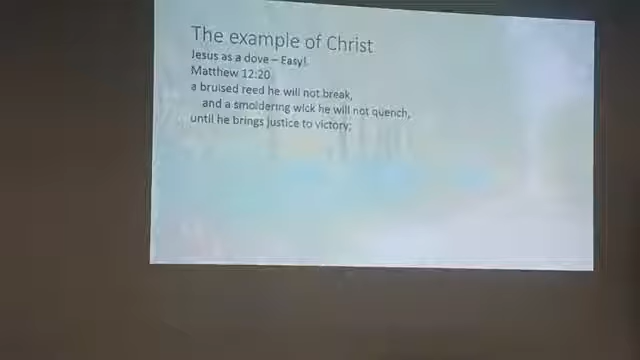 The example of Christ
Jesus as a dove – Easy!
Matthew 12:20
a bruised reed he will not break,
and a smoldering wick he will not quench,
until he brings justice to victory;